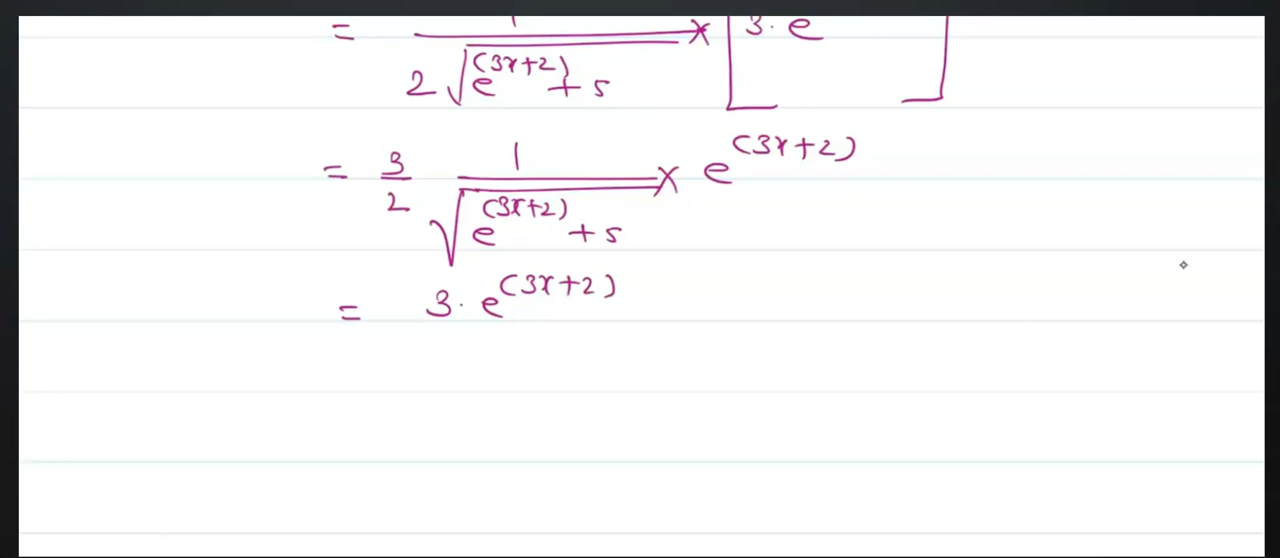 = 1 / 2√(e^(3x+2) + 5) × [3·e]
= 3/2 1/√(e^(3x+2) + 5) × e^(3x+2)
= 3·e^(3x+2)